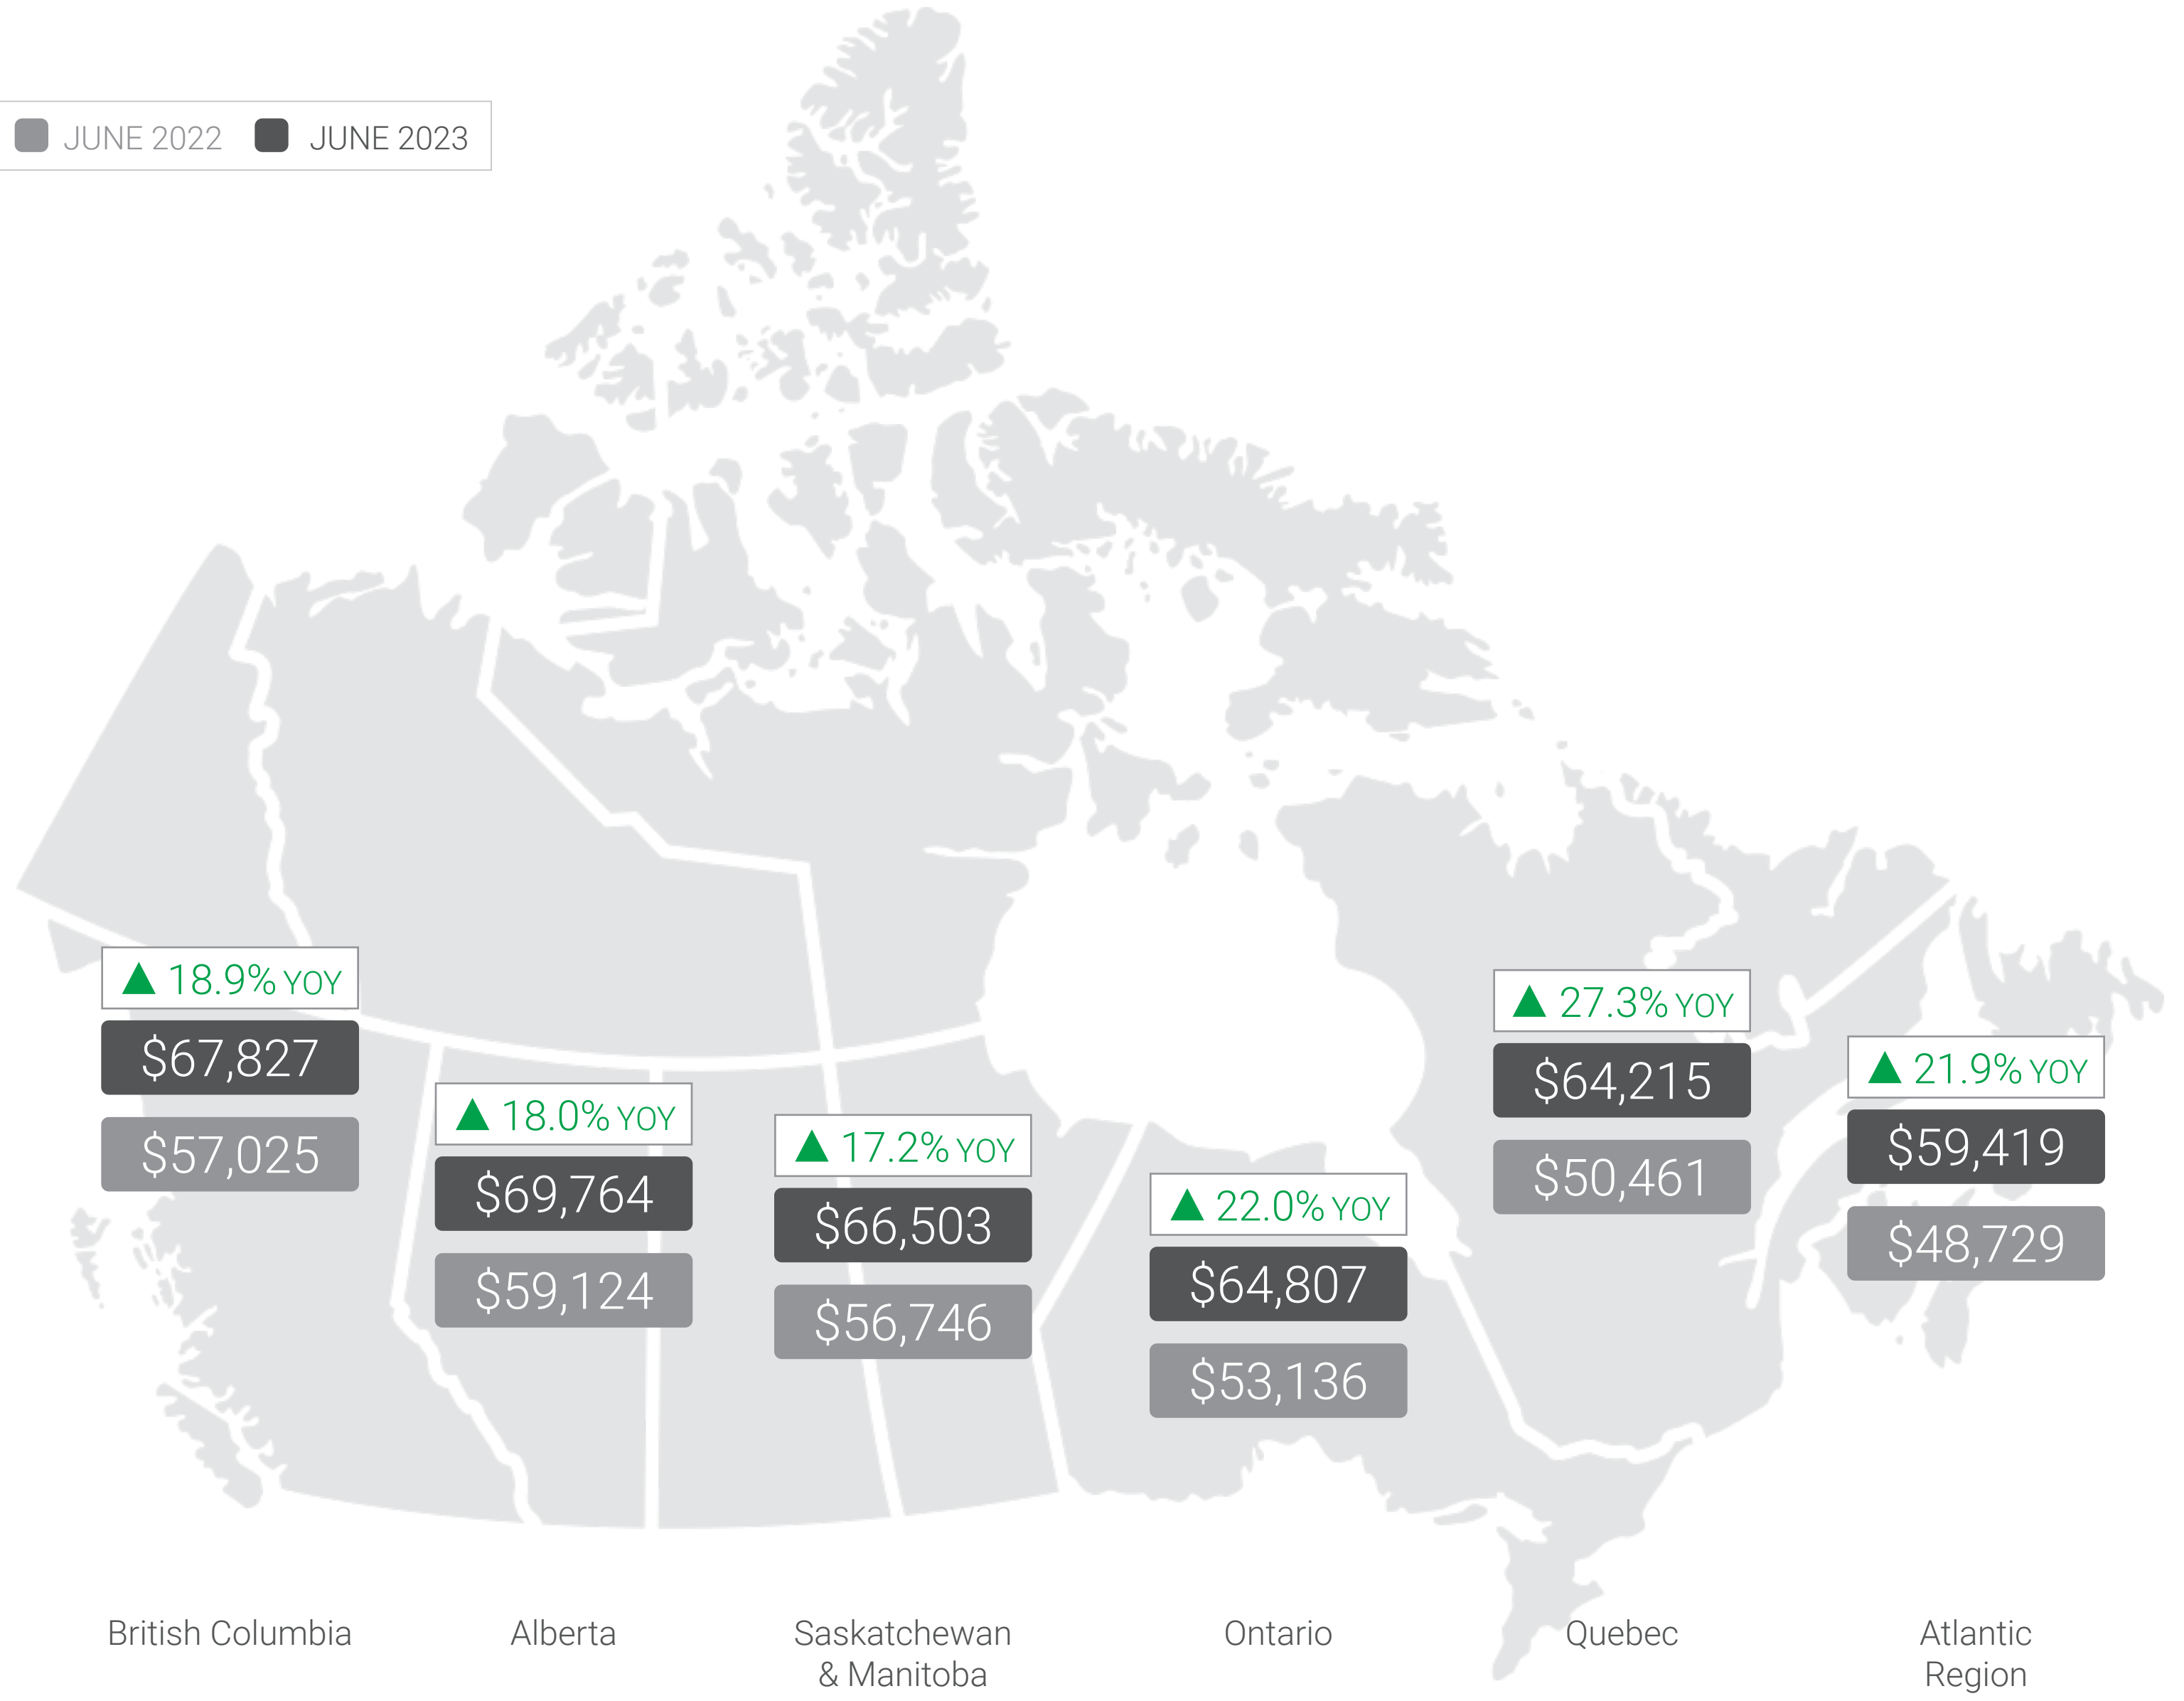 JUNE 2022 JUNE 2023
▲ 18.9% YOY
$67,827
$57,025
▲ 18.0% YOY
$69,764
$59,124
▲ 17.2% YOY
$66,503
$56,746
▲ 22.0% YOY
$64,807
$53,136
▲ 27.3% YOY
$64,215
$50,461
▲ 21.9% YOY
$59,419
$48,729
British Columbia
Alberta
Saskatchewan
& Manitoba
Ontario
Quebec
Atlantic
Region